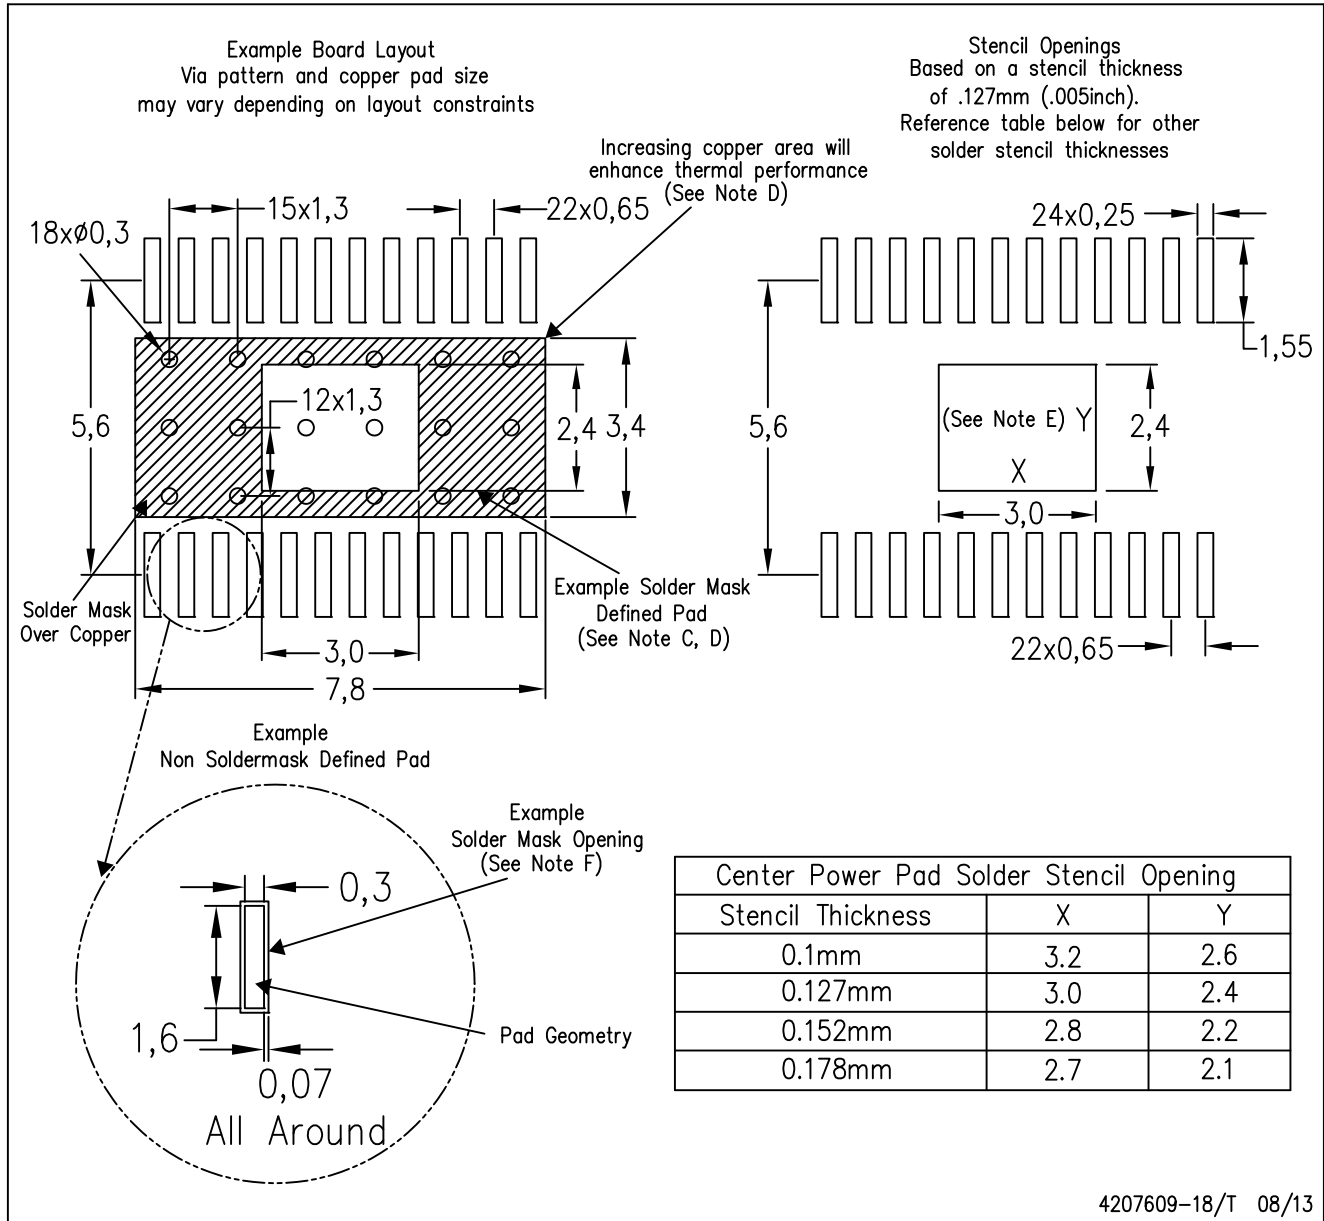 Example Board Layout
Via pattern and copper pad size
may vary depending on layout constraints
Stencil Openings
Based on a stencil thickness
of .127mm (.005inch).
Reference table below for other
solder stencil thicknesses
Increasing copper area will
enhance thermal performance
(See Note D)
18xø0,3
15x1,3
22x0,65
5,6
12x1,3
2,4
3,4
Solder Mask
Over Copper
Example Solder Mask
Defined Pad
(See Note C, D)
3,0
7,8
24x0,25
1,55
5,6
(See Note E)
Y
X
2,4
3,0
22x0,65
Example
Non Soldermask Defined Pad
Example
Solder Mask Opening
(See Note F)
0,3
1,6
Pad Geometry
0,07
All Around
Center Power Pad Solder Stencil Opening
Stencil Thickness X Y
0.1mm 3.2 2.6
0.127mm 3.0 2.4
0.152mm 2.8 2.2
0.178mm 2.7 2.1
4207609-18/T 08/13